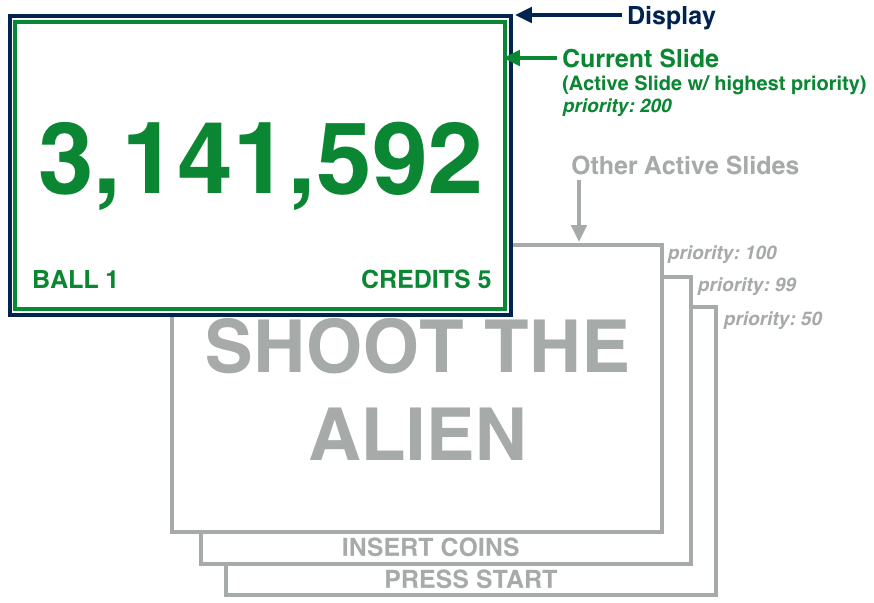 Display
Current Slide
(Active Slide w/ highest priority)
priority: 200
3,141,592
BALL 1
CREDITS 5
Other Active Slides
priority: 100
priority: 99
priority: 50
SHOOT THE
ALIEN
INSERT COINS
PRESS START